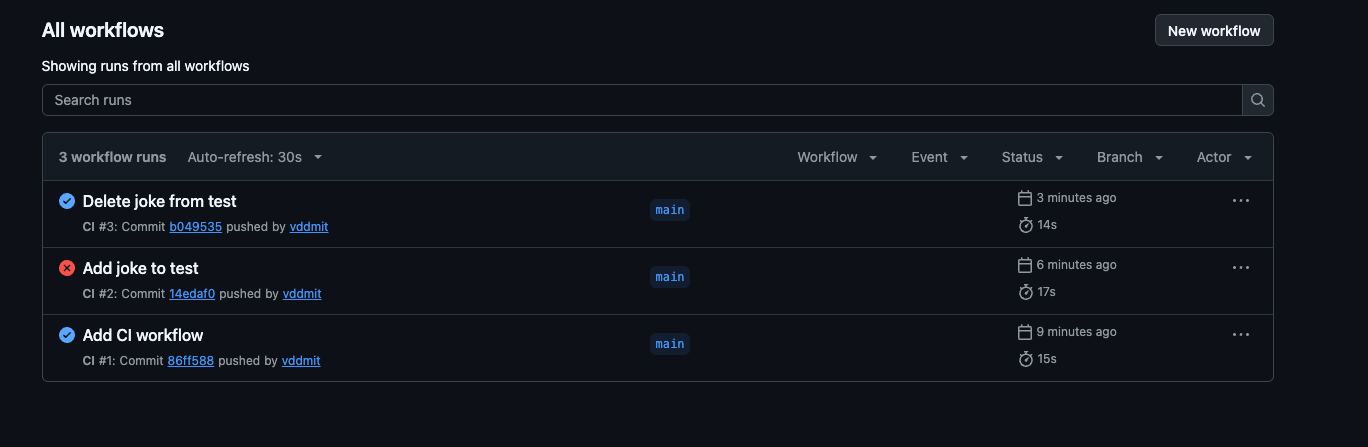 All workflows
New workflow
Showing runs from all workflows
Search runs
3 workflow runs Auto-refresh: 30s Workflow Event Status Branch Actor
Delete joke from test
CI #3: Commit b049535 pushed by vddmit
main
3 minutes ago
14s
Add joke to test
CI #2: Commit 14edaf0 pushed by vddmit
main
6 minutes ago
17s
Add CI workflow
CI #1: Commit 86ff588 pushed by vddmit
main
9 minutes ago
15s